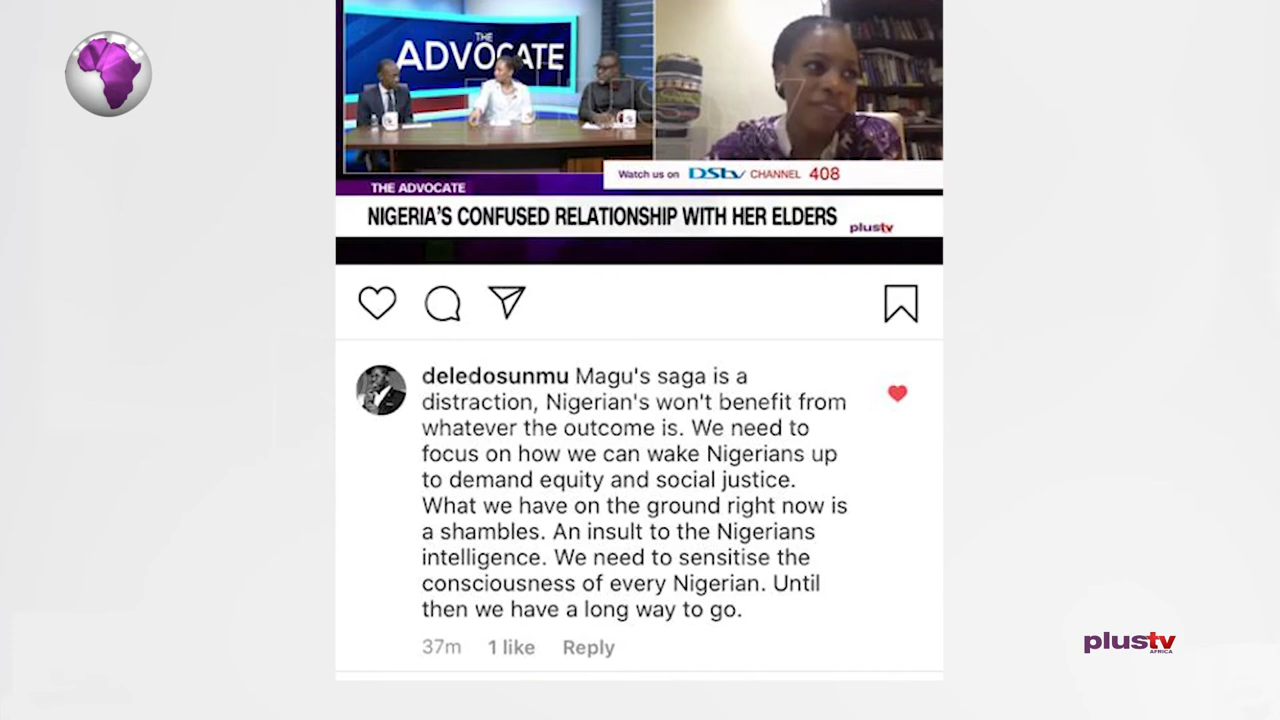 THE
ADVOCATE
Watch us on DStv CHANNEL 408
THE ADVOCATE
NIGERIA'S CONFUSED RELATIONSHIP WITH HER ELDERS
plustv
deledosunmu Magu's saga is a
distraction, Nigerian's won't benefit from
whatever the outcome is. We need to
focus on how we can wake Nigerians up
to demand equity and social justice.
What we have on the ground right now is
a shambles. An insult to the Nigerians
intelligence. We need to sensitise the
consciousness of every Nigerian. Until
then we have a long way to go.
37m 1 like Reply
plustv
AFRICA